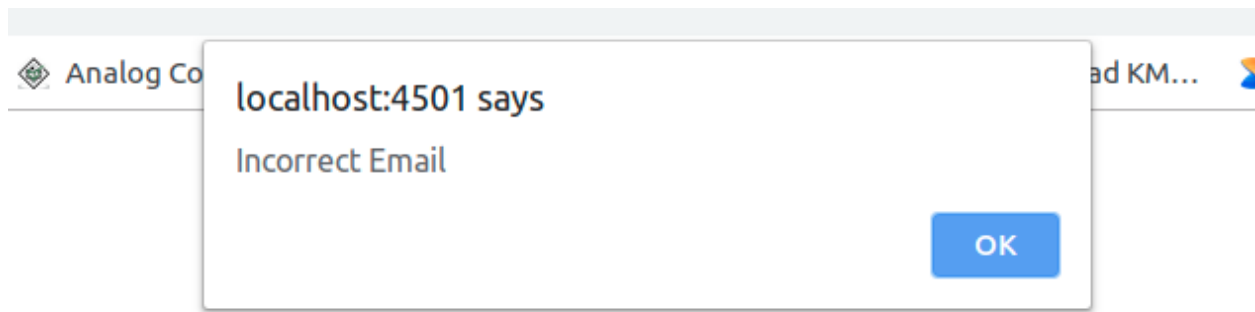 Analog Co
ad KM...
localhost:4501 says
Incorrect Email
OK